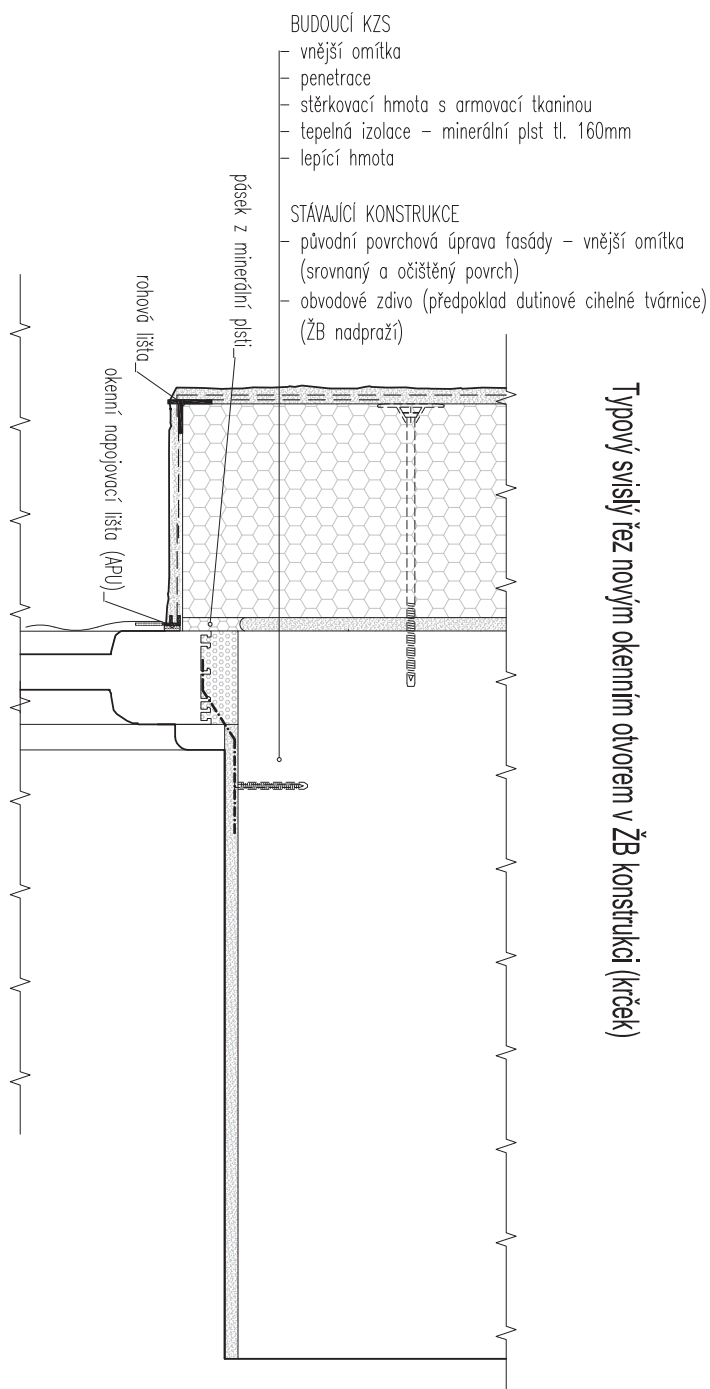 BUDOUCÍ KZS
vnější omítka
penetrace
stěrkovací hmota s armovací tkaninou
tepelná izolace – minerální plst tl. 160mm
lepící hmota
STÁVAJÍCÍ KONSTRUKCE
původní povrchová úprava fasády – vnější omítka
(srovnaný a očištěný povrch)
obvodové zdivo (předpoklad dutinové cihelné tvárnice)
(ŽB nadpraží)
pásek z minerální plsti
rohová lišta
okenní napojovací lišta (APU)
Typový svislý řez novým okenním otvorem v ŽB konstrukci (krček)